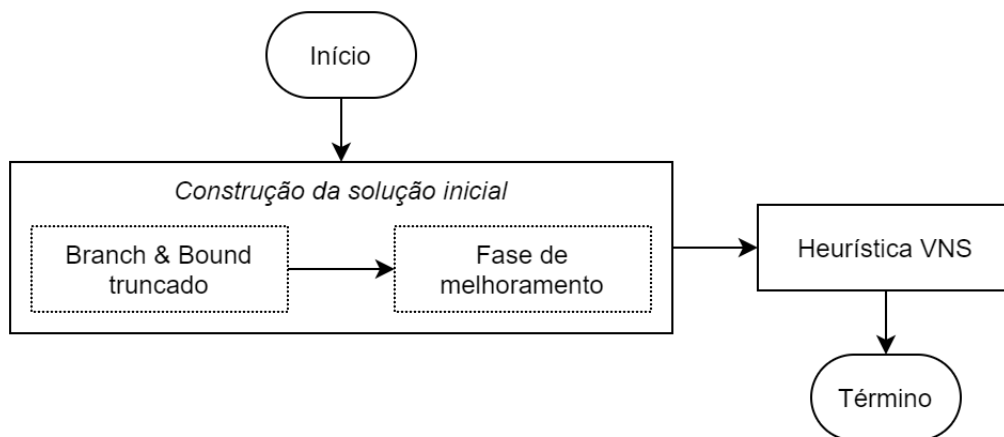 Início
Construção da solução inicial
Branch & Bound
truncado
Fase de
melhoramento
Heurística VNS
Término